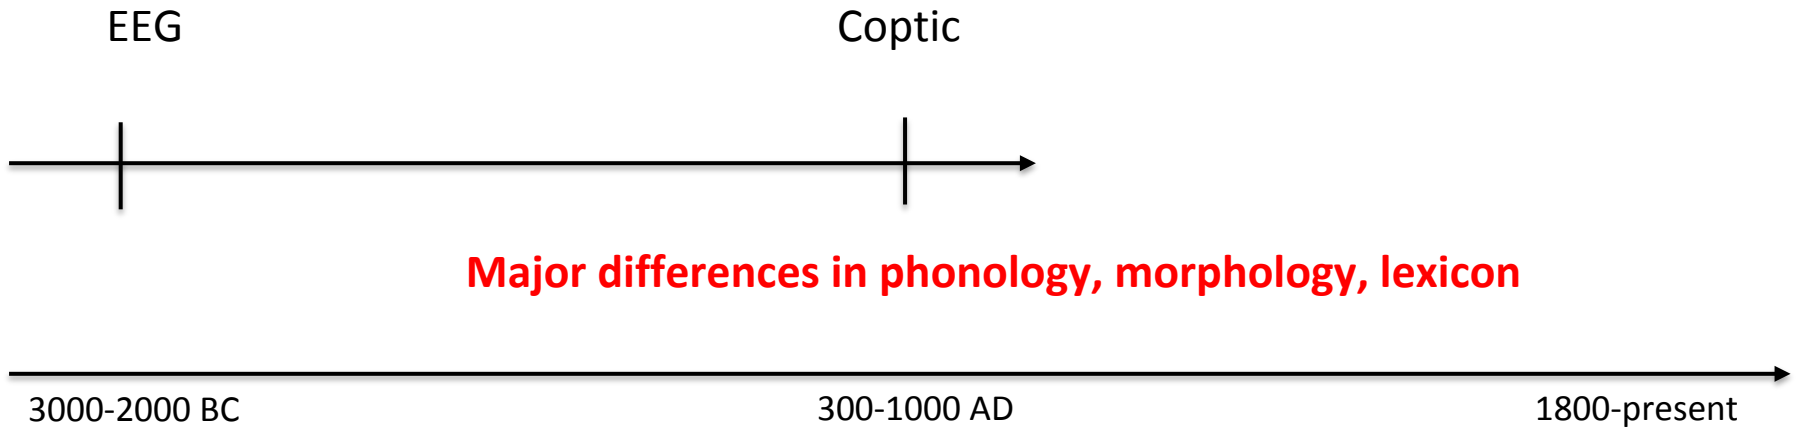 EEG Coptic
Major differences in phonology, morphology, lexicon
3000-2000 BC 300-1000 AD 1800-present